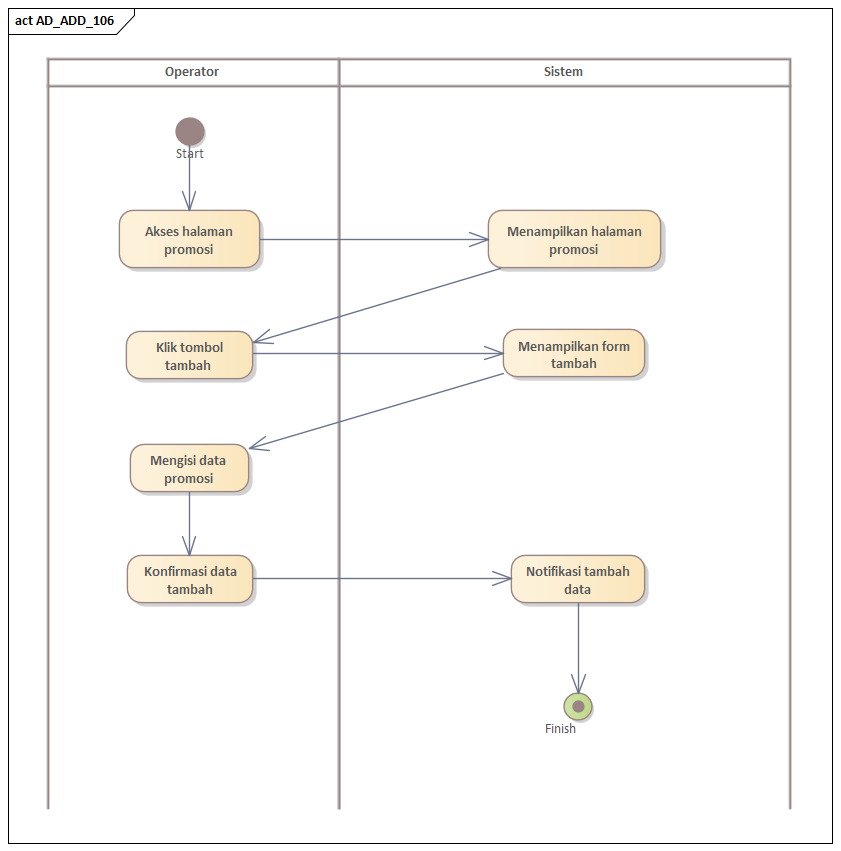 act AD_ADD_106
Operator
Sistem
Start
Akses halaman
promosi
Menampilkan halaman
promosi
Klik tombol
tambah
Menampilkan form
tambah
Mengisi data
promosi
Konfirmasi data
tambah
Notifikasi tambah
data
Finish